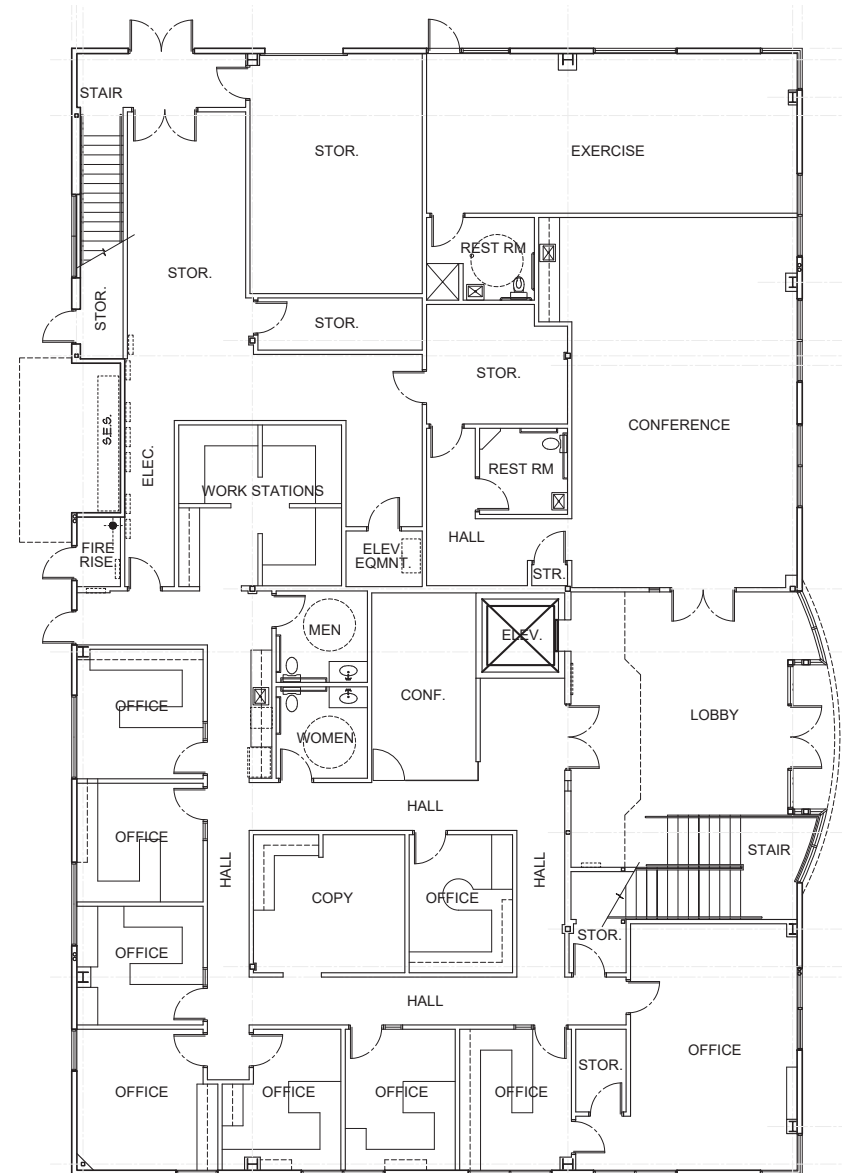 STAIR
STOR.
EXERCISE
STOR.
REST RM
STOR.
STOR.
STOR.
CONFERENCE
S.E.S.
ELEC.
WORK STATIONS
REST RM
HALL
FIRE
RISE
ELEV
EQMNT.
STR.
MEN
ELEV.
OFFICE
CONF.
LOBBY
WOMEN
HALL
OFFICE
STAIR
HALL
COPY
OFFICE
HALL
STOR.
OFFICE
HALL
OFFICE
STOR.
OFFICE
OFFICE
OFFICE
OFFICE